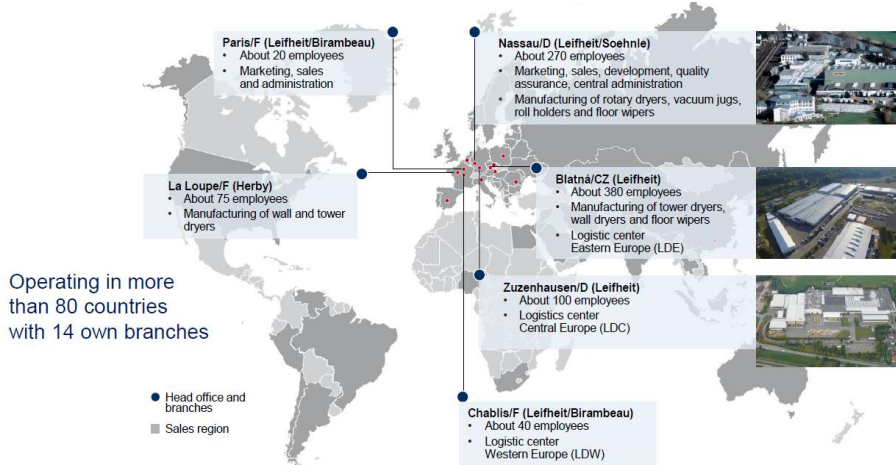 Paris/F (Leifheit/Birambeau)
• About 20 employees
• Marketing, sales
and administration
Nassau/D (Leifheit/Soehnle)
• About 270 employees
• Marketing, sales, development, quality
assurance, central administration
• Manufacturing of rotary dryers, vacuum jugs,
roll holders and floor wipers
La Loupe/F (Herby)
• About 75 employees
• Manufacturing of wall and tower
dryers
Blatná/CZ (Leifheit)
• About 380 employees
• Manufacturing of tower dryers,
wall dryers and floor wipers
• Logistic center
Eastern Europe (LDE)
Operating in more
than 80 countries
with 14 own branches
Zuzenhausen/D (Leifheit)
• About 100 employees
• Logistics center
Central Europe (LDC)
Head office and
branches
Sales region
Chablis/F (Leifheit/Birambeau)
• About 40 employees
• Logistic center
Western Europe (LDW)